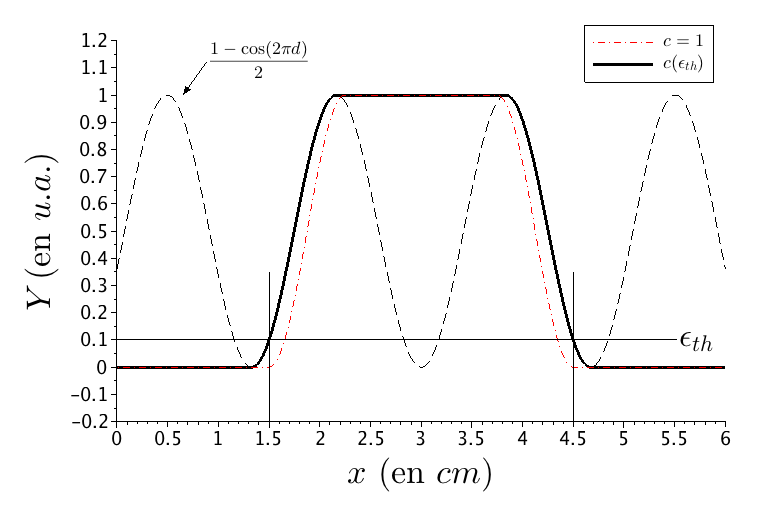 1.2
1.1
1
0.9
0.8
0.7
0.6
0.5
0.4
0.3
0.2
0.1
0
−0.1
−0.2
Y (en u.a.)
1−cos(2πd)
2
c = 1
c(ϵth)
ϵth
0 0.5 1 1.5 2 2.5 3 3.5 4 4.5 5 5.5 6
x (en cm)